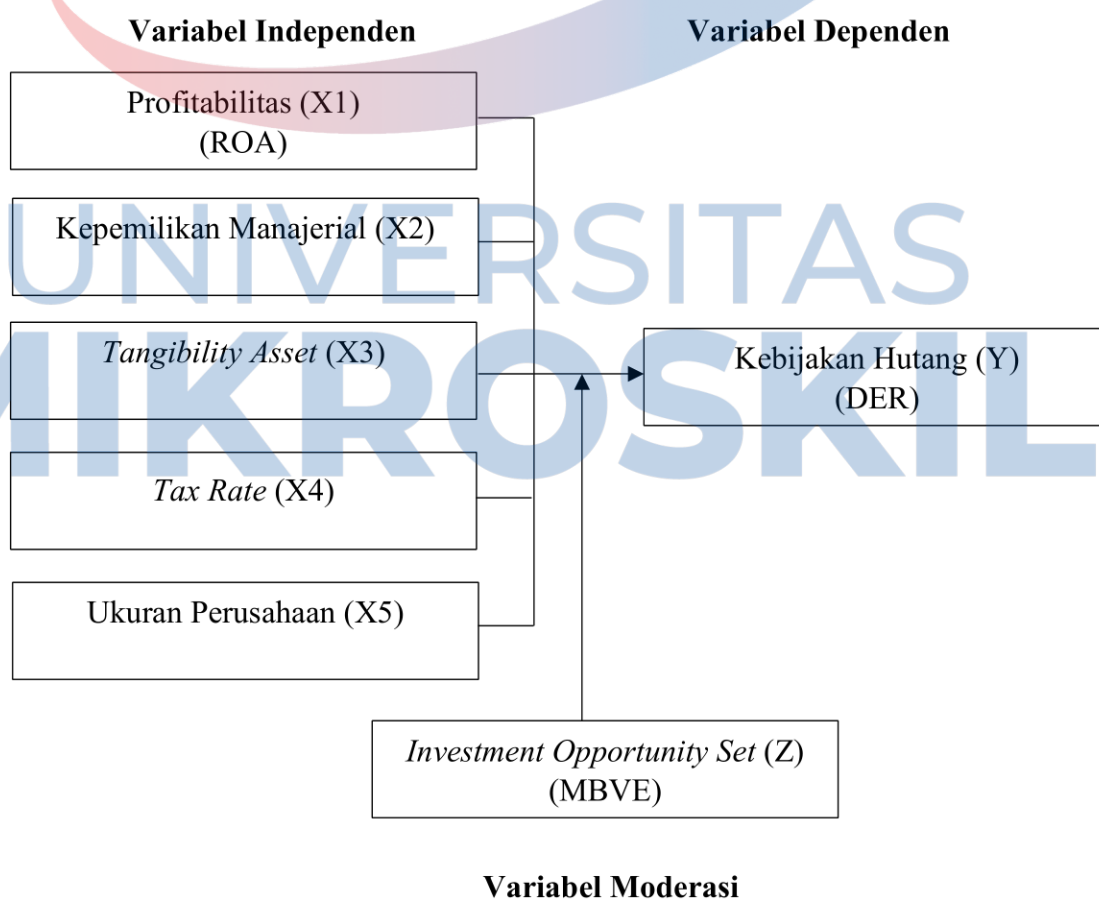 Variabel Independen
Variabel Dependen
Profitabilitas (X1)
(ROA)
Kepemilikan Manajerial (X2)
UNIVERSITAS
Tangibility Asset (X3)
MIKROSKIL
Kebijakan Hutang (Y)
(DER)
Tax Rate (X4)
Ukuran Perusahaan (X5)
Investment Opportunity Set (Z)
(MBVE)
Variabel Moderasi